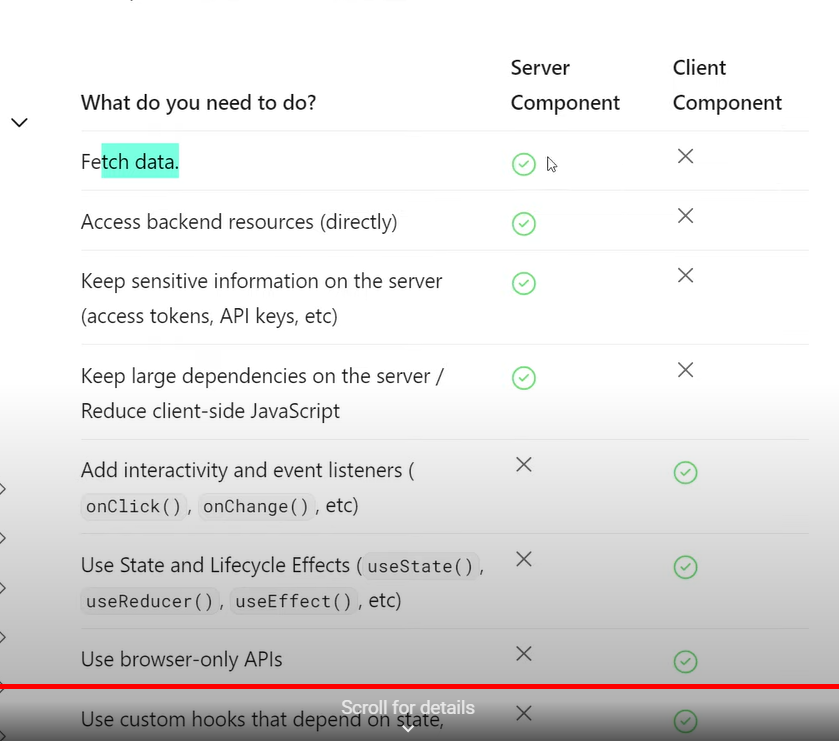 Server
Component
Client
Component
What do you need to do?
Fetch data.
Access backend resources (directly)
Keep sensitive information on the server
(access tokens, API keys, etc)
Keep large dependencies on the server /
Reduce client-side JavaScript
Add interactivity and event listeners (
onClick(), onChange(), etc)
Use State and Lifecycle Effects (useState(),
useReducer(), useEffect(), etc)
Use browser-only APIs
Scroll for details
Use custom hooks that depend on state,